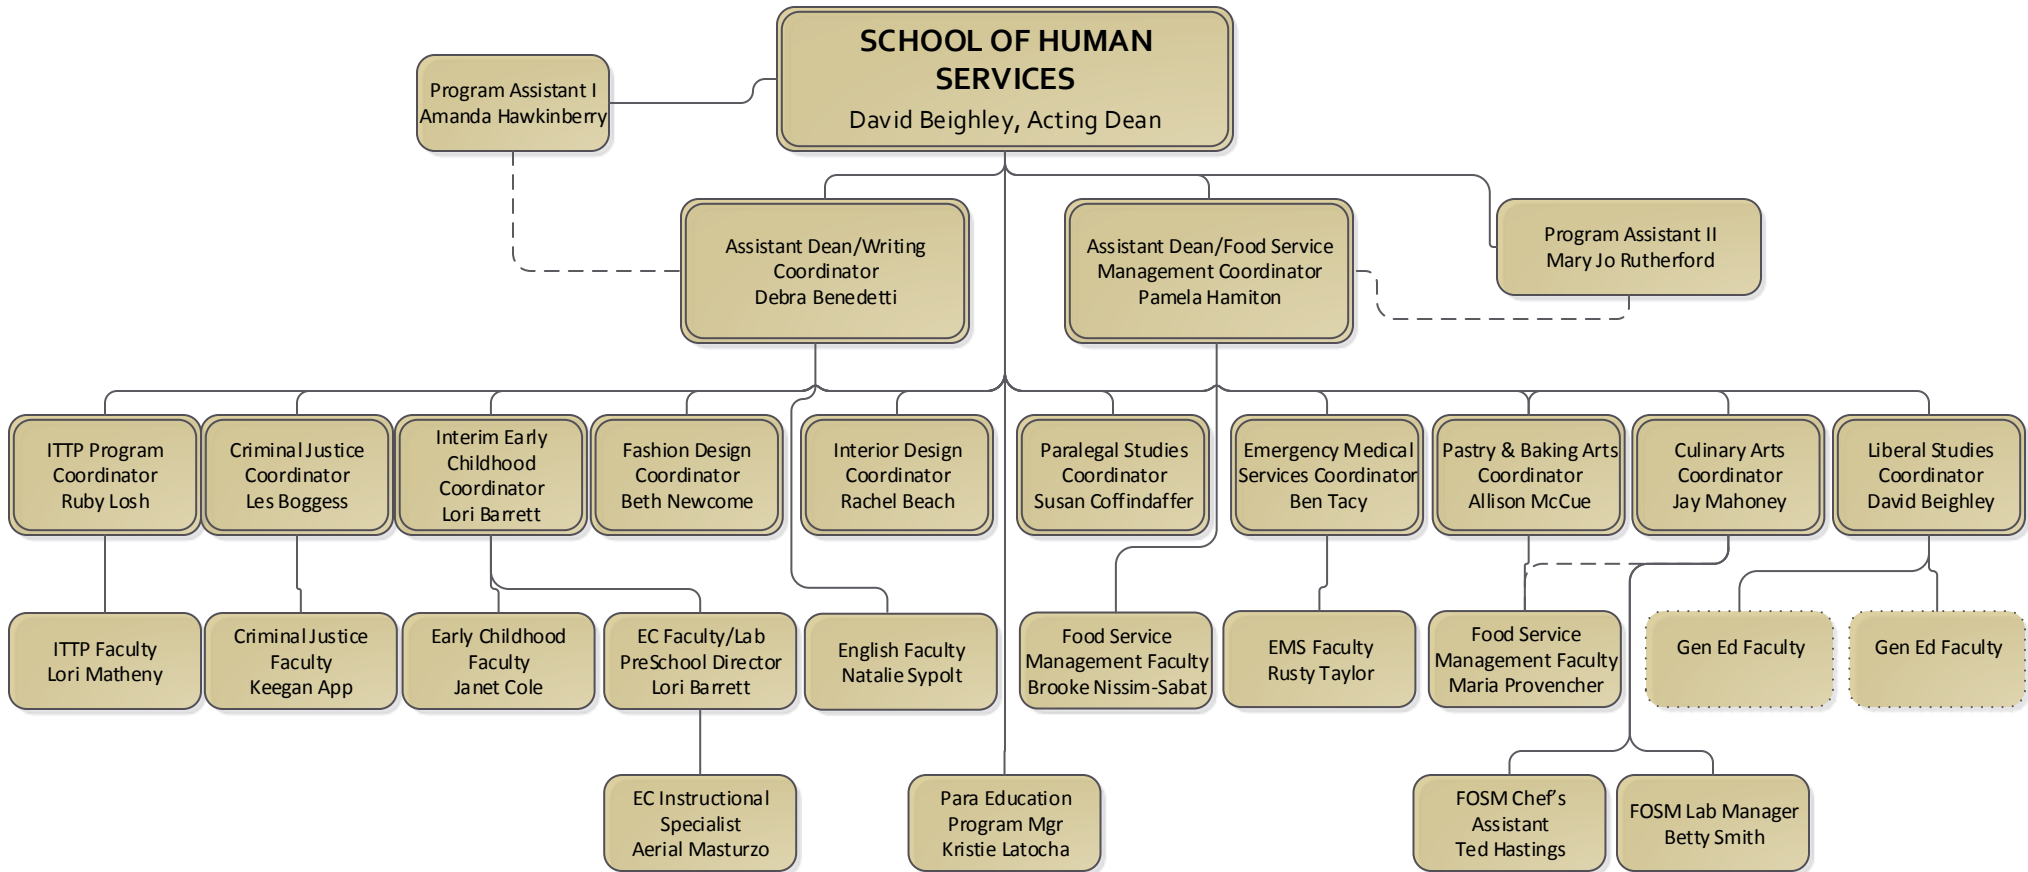 SCHOOL OF HUMAN
SERVICES
David Beighley, Acting Dean
Program Assistant I
Amanda Hawkinberry
Assistant Dean/Writing
Coordinator
Debra Benedetti
Assistant Dean/Food Service
Management Coordinator
Pamela Hamiton
Program Assistant II
Mary Jo Rutherford
ITTP Program
Coordinator
Ruby Losh
Criminal Justice
Coordinator
Les Boggess
Interim Early
Childhood
Coordinator
Lori Barrett
Fashion Design
Coordinator
Beth Newcome
Interior Design
Coordinator
Rachel Beach
Paralegal Studies
Coordinator
Susan Coffindaffer
Emergency Medical
Services Coordinator
Ben Tacy
Pastry & Baking Arts
Coordinator
Allison McCue
Culinary Arts
Coordinator
Jay Mahoney
Liberal Studies
Coordinator
David Beighley
ITTP Faculty
Lori Matheny
Criminal Justice
Faculty
Keegan App
Early Childhood
Faculty
Janet Cole
EC Faculty/Lab
PreSchool Director
Lori Barrett
English Faculty
Natalie Sypolt
Food Service
Management Faculty
Brooke Nissim-Sabat
EMS Faculty
Rusty Taylor
Food Service
Management Faculty
Maria Provencher
Gen Ed Faculty
Gen Ed Faculty
EC Instructional
Specialist
Aerial Masturzo
Para Education
Program Mgr
Kristie Latocha
FOSM Chef's
Assistant
Ted Hastings
FOSM Lab Manager
Betty Smith